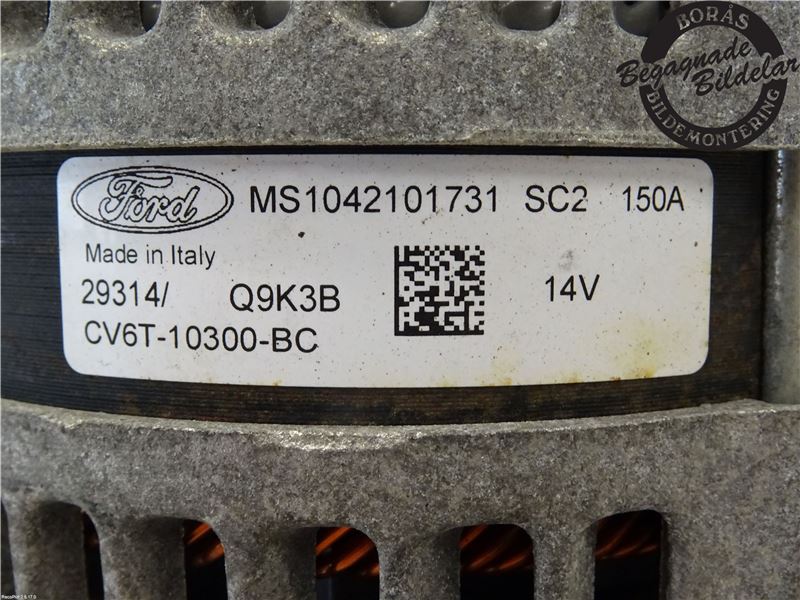 Ford MS1042101731 SC2 150A
Made in Italy
29314/ Q9K3B 14V
CV6T-10300-BC
BORÅS
Begagnade
Bildelar
BILDEMONTERING